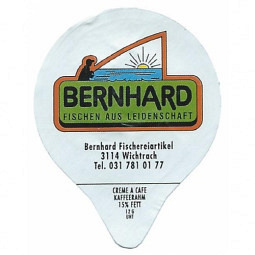 BERNHARD
FISCHEN AUS LEIDENSCHAFT
Bernhard Fischereiartikel
3114 Wichtrach
Tel. 031 781 01 77
CREME A CAFE
KAFFEERAHM
15% FETT
12G
UHT